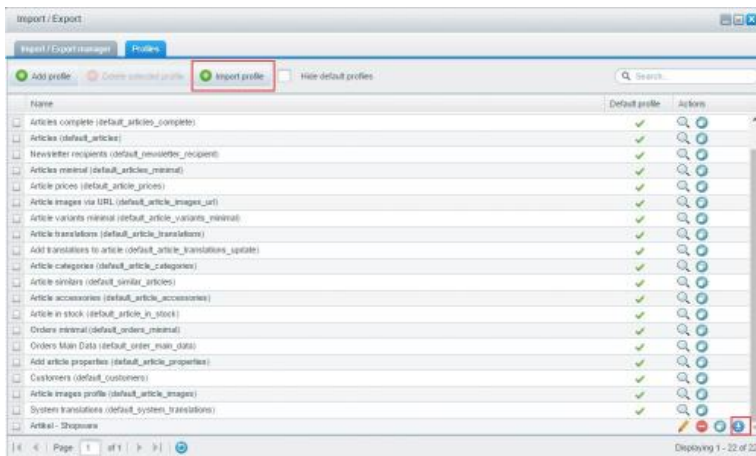 Import / Export
Import / Export manager Profiles
Add profile Delete selected profile Import profile Hide default profiles Search...
Name Default profile Actions
Articles complete (default_articles_complete)
Articles (default_articles)
Newsletter recipients (default_newsletter_recipient)
Articles minimal (default_articles_minimal)
Article prices (default_article_prices)
Article images via URL (default_article_images_url)
Article variants minimal (default_article_variants_minimal)
Article translations (default_article_translations)
Add translations to article (default_article_translations_update)
Article categories (default_article_categories)
Article similars (default_similar_articles)
Article accessories (default_article_accessories)
Article in stock (default_article_in_stock)
Orders minimal (default_orders_minimal)
Orders Main Data (default_order_main_data)
Add article properties (default_article_properties)
Customers (default_customers)
Article images profile (default_article_images)
System translations (default_system_translations)
Artikel - Shopware
Page 1 of 1 Displaying 1 - 22 of 22